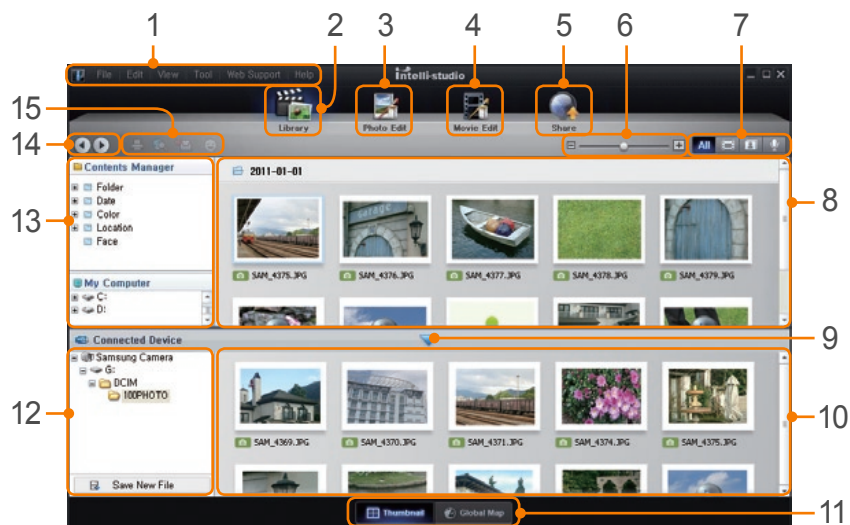 1 2 3 4 5 6 7
File Edit View Tool Web Support Help
intelli-studio
15
Library Photo Edit Movie Edit Share
14
All
Contents Manager
2011-01-01
Folder
Date
8
13
Color
Location
Face
SAM_4375.JPG SAM_4376.JPG SAM_4377.JPG SAM_4378.JPG SAM_4379.JPG
My Computer
C:
D:
Connected Device
9
Samsung Camera
G:
DCIM
12
100PHOTO
10
SAM_4369.JPG SAM_4370.JPG SAM_4371.JPG SAM_4374.JPG SAM_4375.JPG
Save New File
Thumbnail Global Map
11